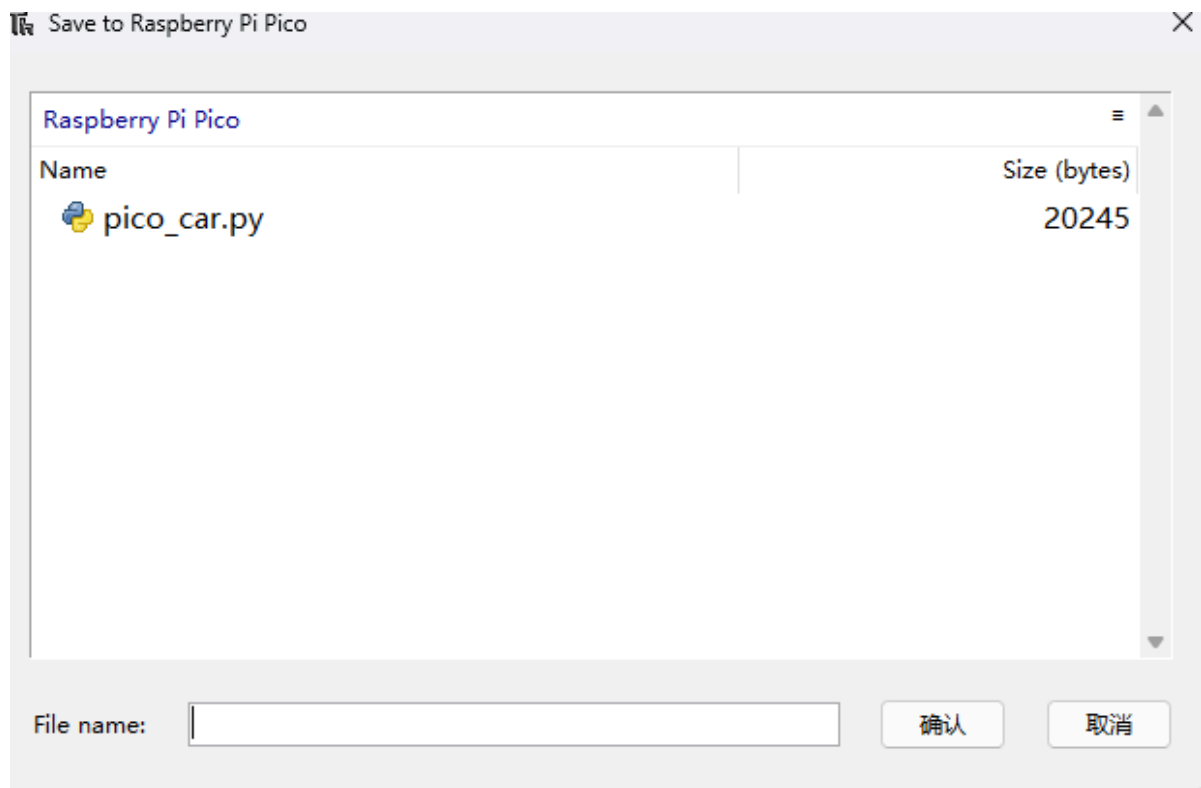 Save to Raspberry Pi Pico
Raspberry Pi Pico
Name Size (bytes)
pico_car.py 20245
File name: 确认 取消